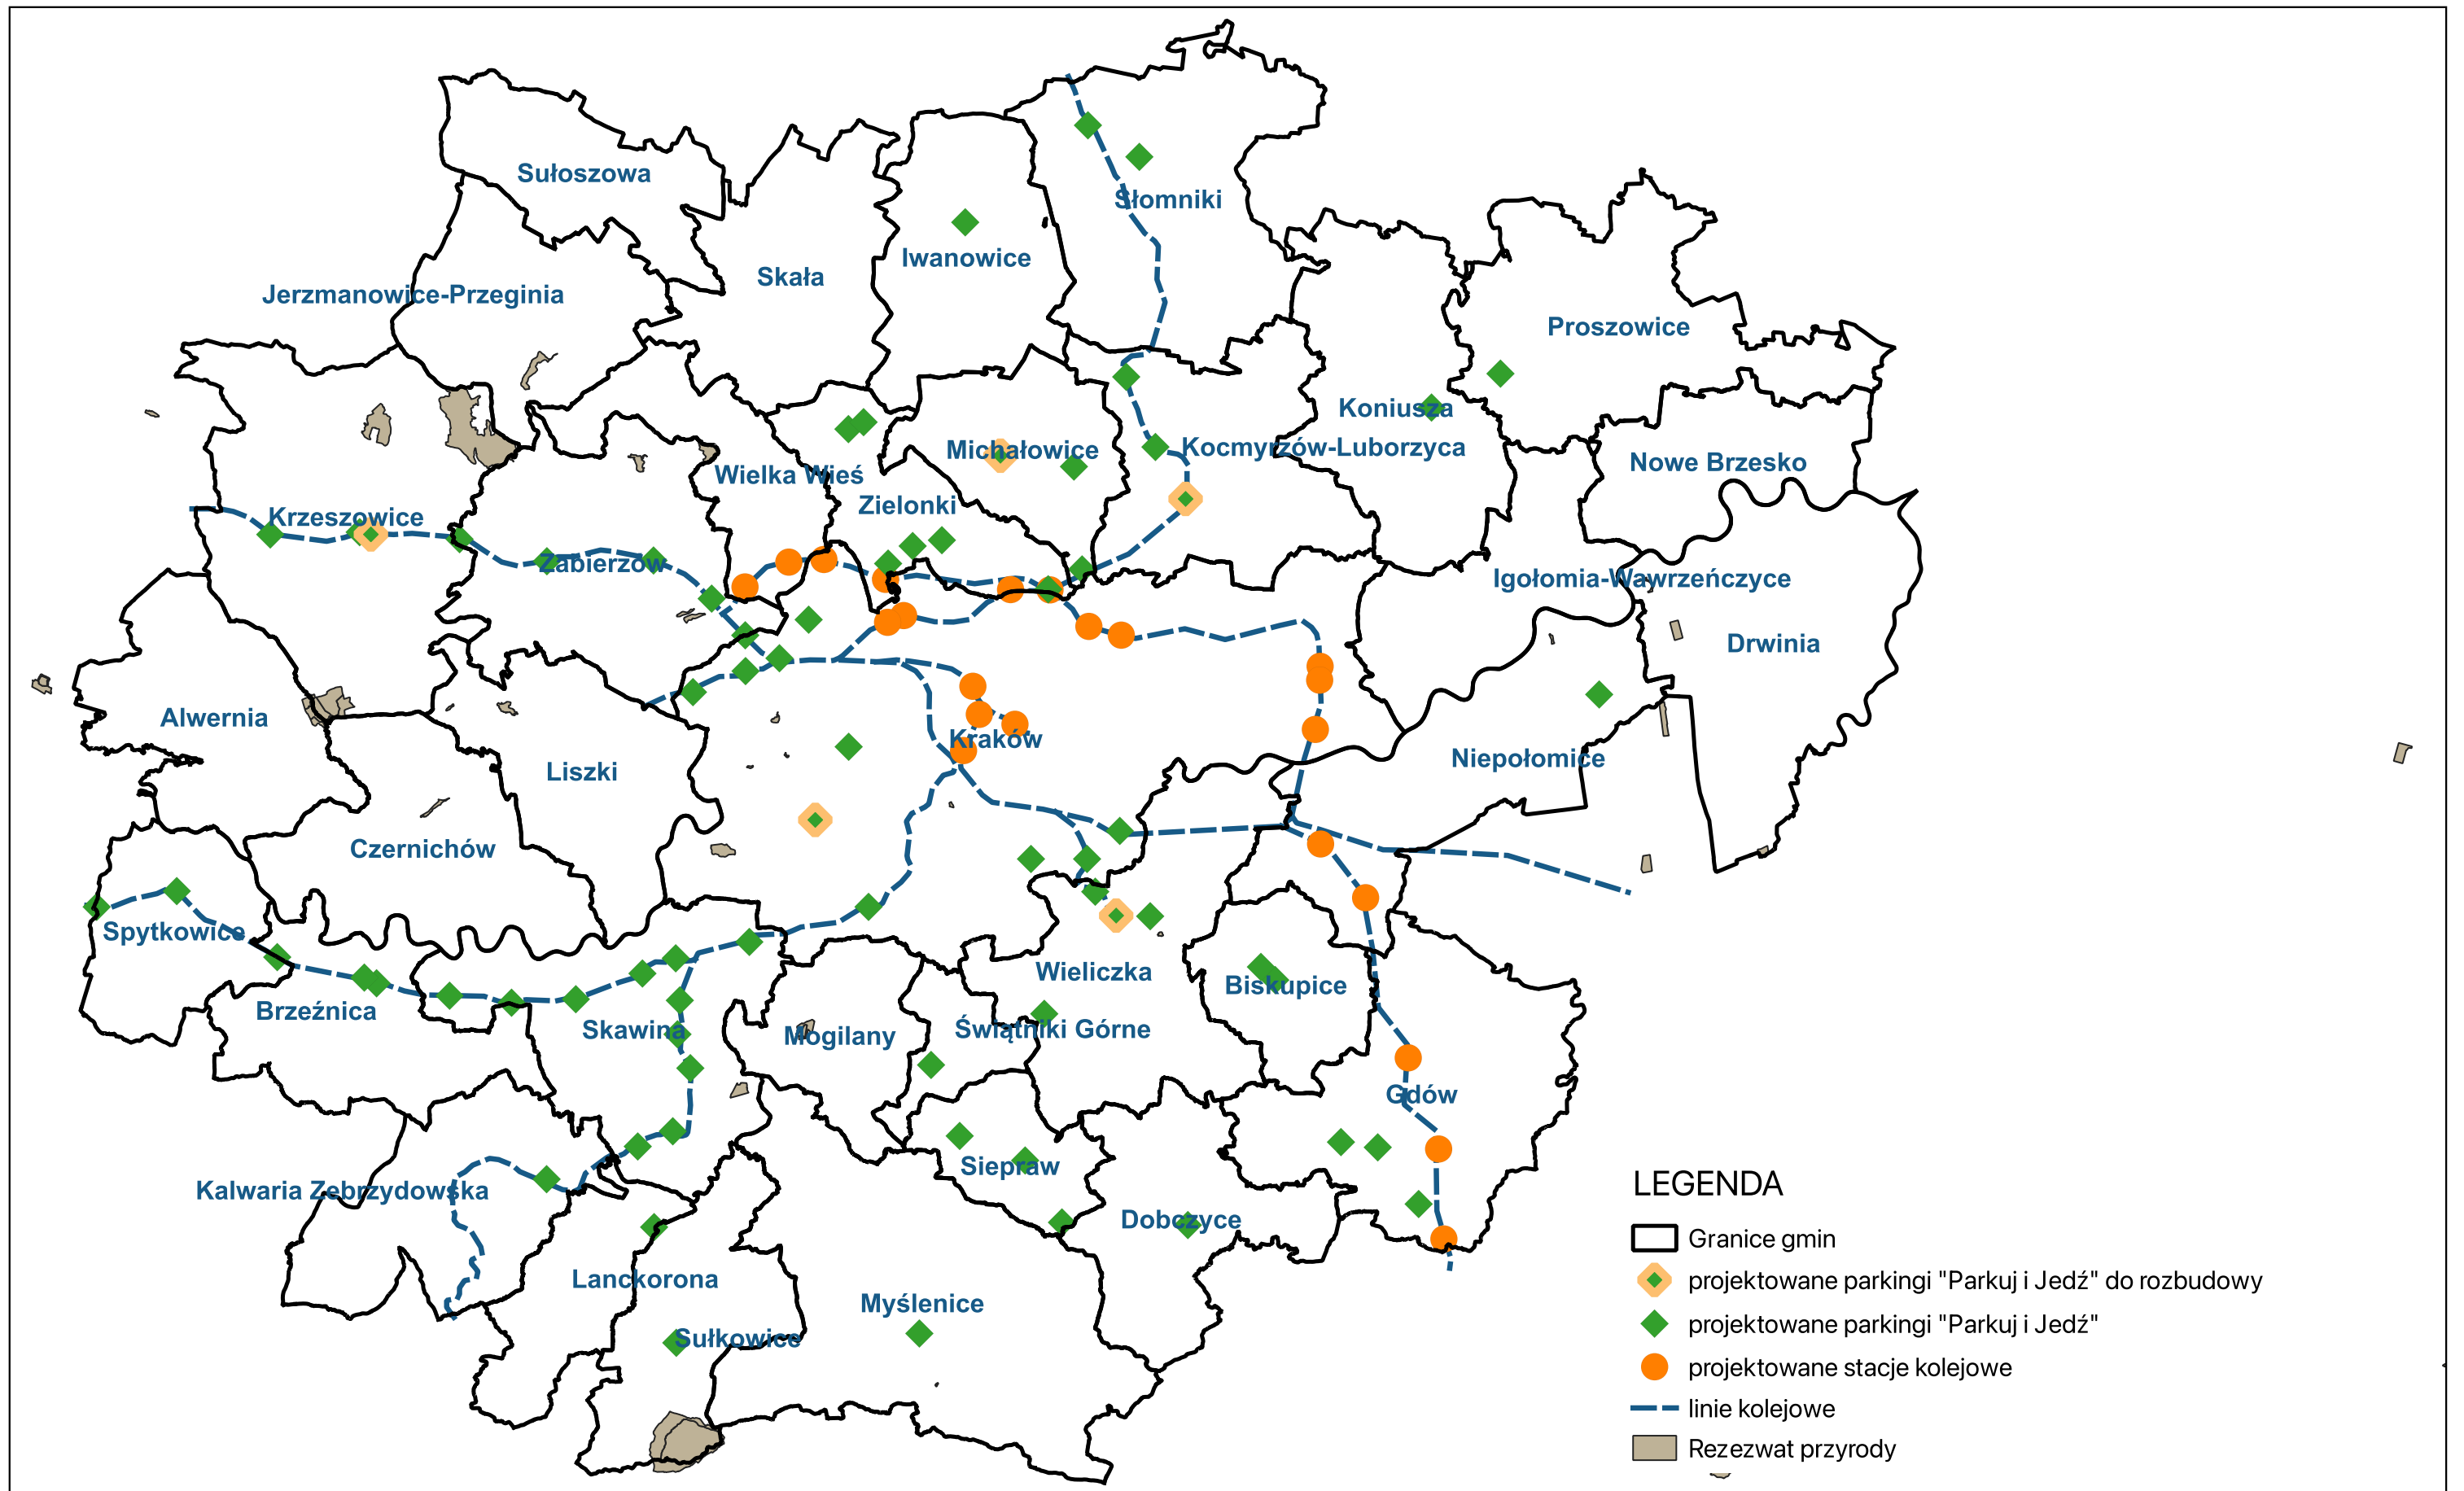 Sułoszowa
Słomniki
Iwanowice
Skała
Jerzmanowice-Przeginia
Proszowice
Koniusza
Kocmyrzów-Luborzyca
Michałowice
Nowe Brzesko
Wielka Wieś
Zielonki
Krzeszowice
Zabierzów
Igołomia-Wawrzeńczyce
Drwinia
Alwernia
Kraków
Niepołomice
Liszki
Czernichów
Spytkowice
Wieliczka
Biskupice
Brzeźnica
Skawina
Mogilany
Świątniki Górne
Gdów
Siepraw
Kalwaria Zebrzydowska
Dobczyce
Lanckorona
Myślenice
Sułkowice
LEGENDA
Granice gmin
projektowane parkingi "Parkuj i Jedź" do rozbudowy
projektowane parkingi "Parkuj i Jedź"
projektowane stacje kolejowe
linie kolejowe
Rezezwat przyrody